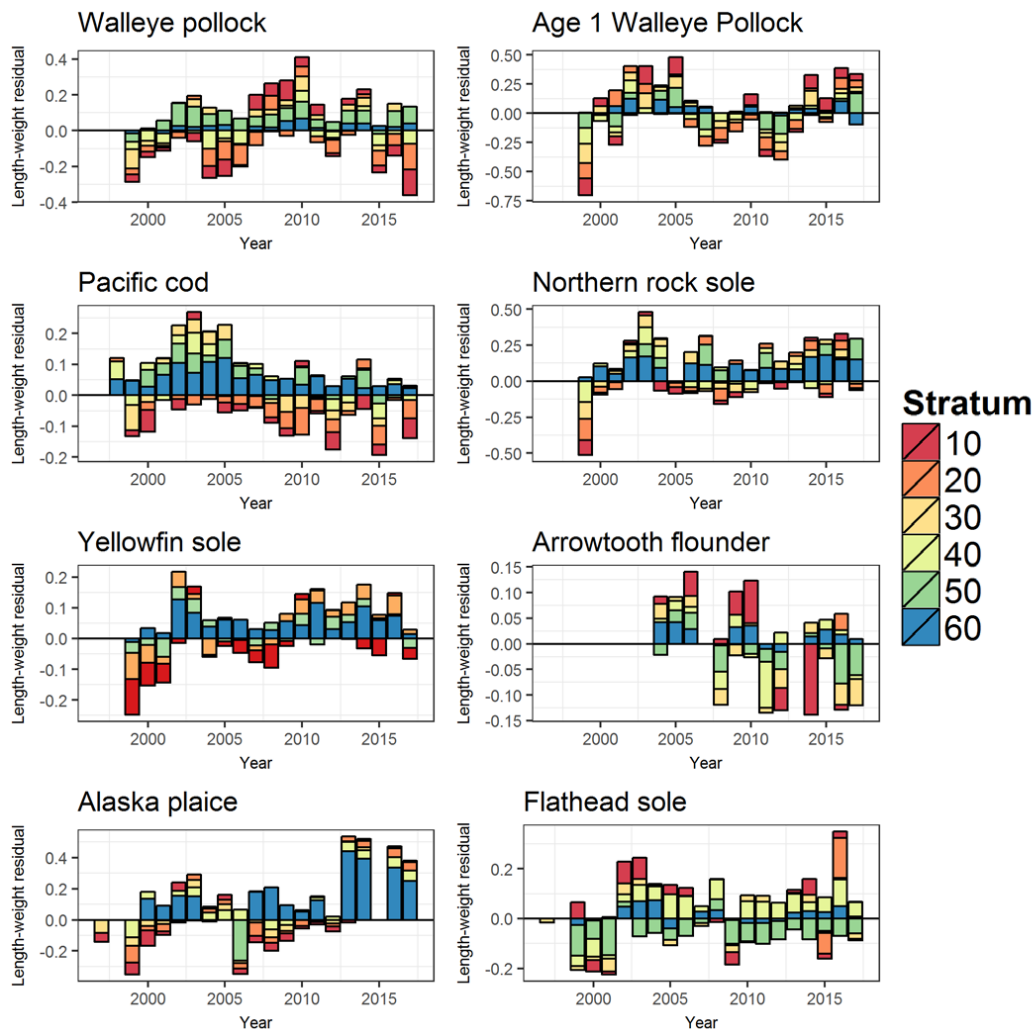 Walleye pollock
Age 1 Walleye Pollock
Length-weight residual
0.4
0.2
0.0
-0.2
-0.4
2000 2005 2010 2015
Year
Length-weight residual
0.50
0.25
0.00
-0.25
-0.50
-0.75
2000 2005 2010 2015
Year
Pacific cod
Northern rock sole
Length-weight residual
0.2
0.1
0.0
-0.1
-0.2
2000 2005 2010 2015
Year
Length-weight residual
0.50
0.25
0.00
-0.25
-0.50
2000 2005 2010 2015
Year
Yellowfin sole
Arrowtooth flounder
Length-weight residual
0.2
0.1
0.0
-0.1
-0.2
2000 2005 2010 2015
Year
Length-weight residual
0.15
0.10
0.05
0.00
-0.05
-0.10
-0.15
2000 2005 2010 2015
Year
Alaska plaice
Flathead sole
Length-weight residual
0.4
0.2
0.0
-0.2
2000 2005 2010 2015
Year
Length-weight residual
0.2
0.0
-0.2
2000 2005 2010 2015
Year
Stratum
10
20
30
40
50
60